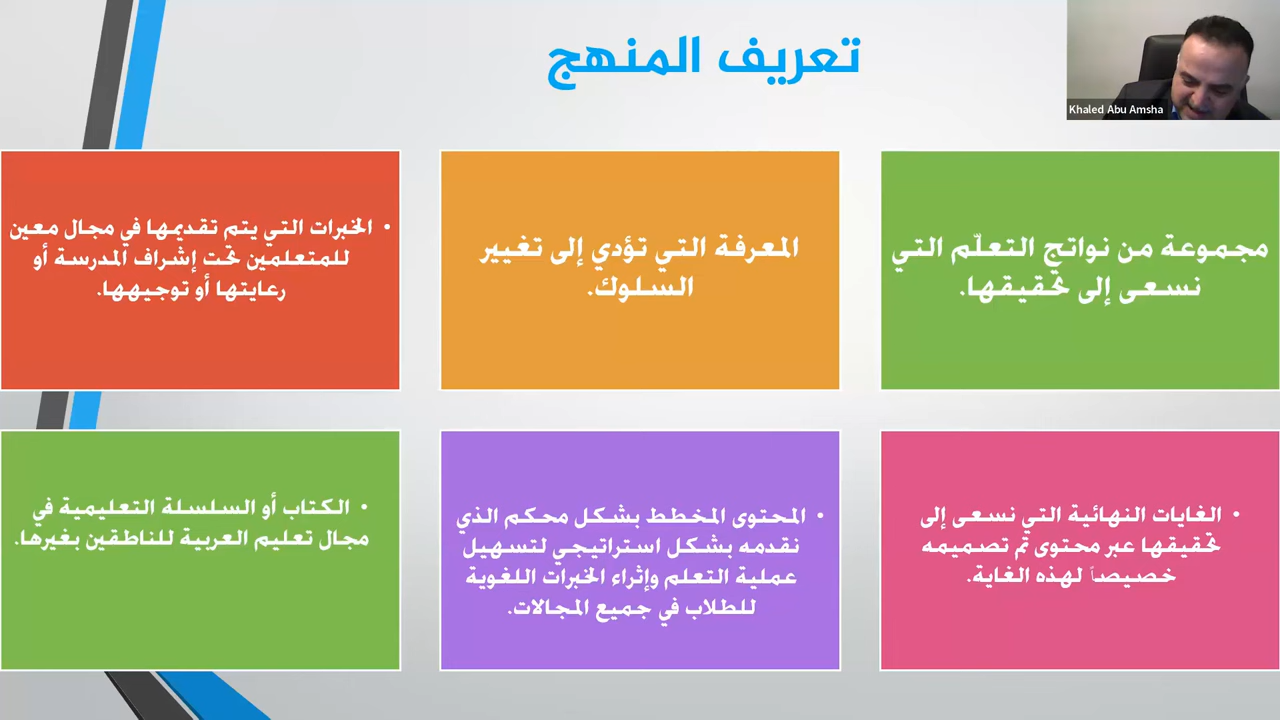 تعريف المنهج
Khaled Abu Amsha
مجموعة من نواتج التعلّم التي
نسعى إلى تحقيقها.
المعرفة التي تؤدي إلى تغيير
السلوك.
• الخبرات التي يتم تقديمها في مجال معين
للمتعلمين تحت إشراف المدرسة أو
رعايتها أو توجيهها.
• الغايات النهائية التي نسعى إلى
تحقيقها عبر محتوى تم تصميمه
خصيصاً لهذه الغاية.
• المحتوى المخطط بشكل محكم الذي
نقدمه بشكل استراتيجي لتسهيل
عملية التعلم وإثراء الخبرات اللغوية
للطلاب في جميع المجالات.
• الكتاب أو السلسلة التعليمية في
مجال تعليم العربية للناطقين بغيرها.